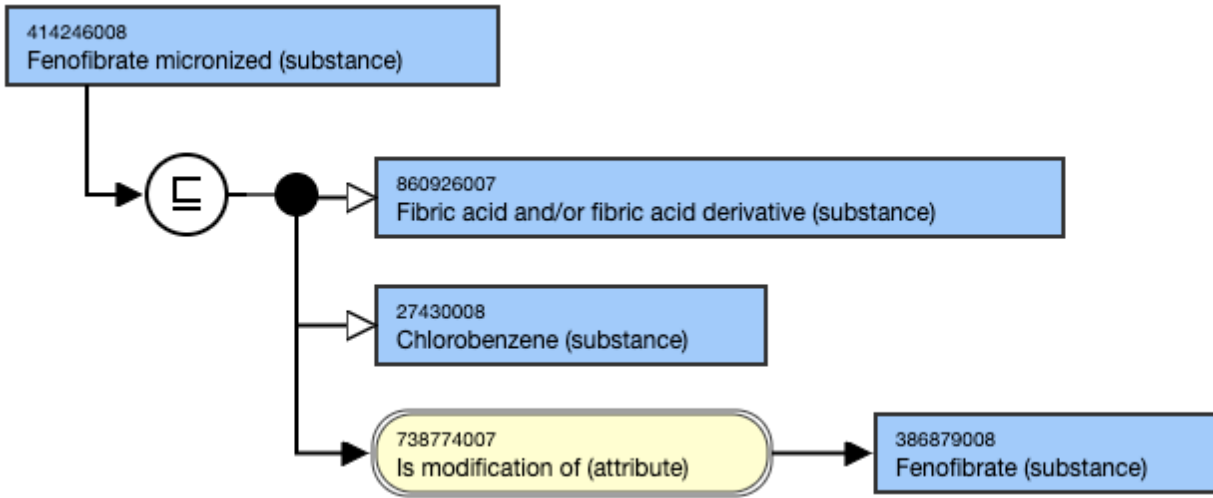 414246008
Fenofibrate micronized (substance)
⊑
860926007
Fibric acid and/or fibric acid derivative (substance)
27430008
Chlorobenzene (substance)
738774007
Is modification of (attribute)
386879008
Fenofibrate (substance)